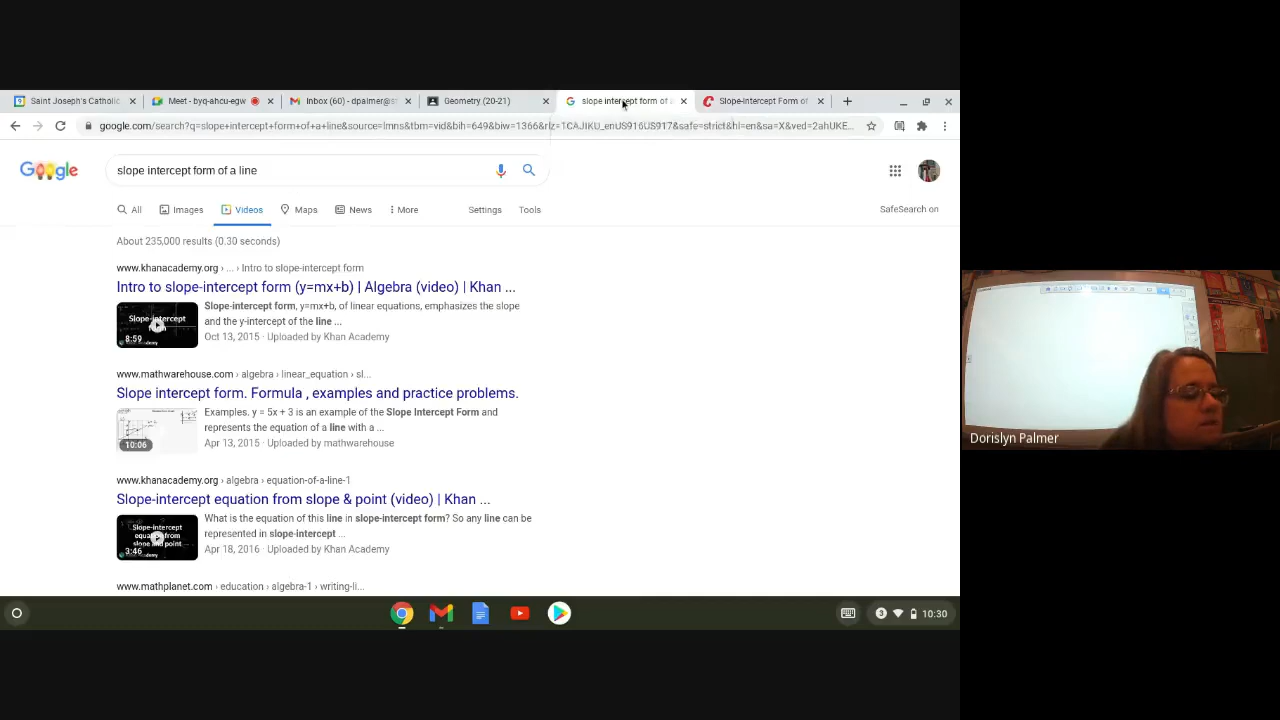 Saint Joseph's Catholic
Meet - byq-ahcu-egw
Inbox (60) - dpalmer@s
Geometry (20-21)
slope intercept form of a
Slope-Intercept Form of
google.com/search?q=slope+intercept+form+of+a+line&source=lmns&tbm=vid&bih=649&biw=1366&rlz=1CAJIKU_enUS916US917&safe=strict&hl=en&sa=X&ved=2ahUKE...
Google
slope intercept form of a line
All
Images
Videos
Maps
News
More
Settings
Tools
SafeSearch on
About 235,000 results (0.30 seconds)
www.khanacademy.org › ... › Intro to slope-intercept form
Intro to slope-intercept form (y=mx+b) | Algebra (video) | Khan ...
Slope-intercept
8:59
Slope-intercept form, y=mx+b, of linear equations, emphasizes the slope
and the y-intercept of the line ...
Oct 13, 2015 · Uploaded by Khan Academy
www.mathwarehouse.com › algebra › linear_equation › sl...
Slope intercept form. Formula , examples and practice problems.
10:06
Examples. y = 5x + 3 is an example of the Slope Intercept Form and
represents the equation of a line with a ...
Apr 13, 2015 · Uploaded by mathwarehouse
www.khanacademy.org › algebra › equation-of-a-line-1
Slope-intercept equation from slope & point (video) | Khan ...
Slope-intercept
equation from
slope and point
3:46
What is the equation of this line in slope-intercept form? So any line can be
represented in slope-intercept ...
Apr 18, 2016 · Uploaded by Khan Academy
www.mathplanet.com › education › algebra-1 › writing-li...
3
10:30
Dorislyn Palmer